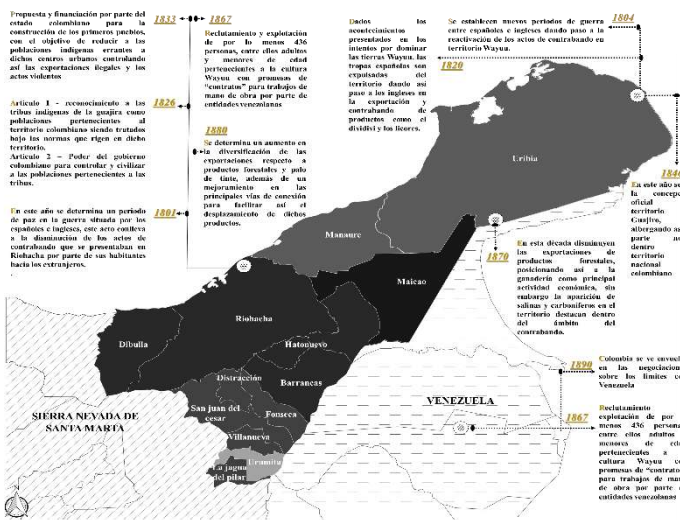 Propuesta y financiación por parte del
estado colombiano para la
construcción de los primeros pueblos, con
el objetivo de reducir a las
poblaciones indígenas errantes a
dichos centros urbanos controlando
así las exportaciones ilegales y los
actos violentos
1833
Articulo 1 - reconocimiento a las
tribus indígenas de la guajira como
poblaciones pertenecientes al
territorio colombiano siendo tratados
bajo las normas que rigen en dicho
territorio.
Articulo 2 – Poder del gobierno
colombiano para controlar y civilizar
a las poblaciones pertenecientes a las
tribus.
1826
En este año se determina un periodo
de paz en la guerra situada por los
españoles e ingleses, este acto conlleva
a la disminución de los actos de
contrabando que se presentaban en
Riohacha por parte de sus habitantes
hacia los extranjeros.
1801
1867
Reclutamiento y explotación
de por lo menos 436
personas, entre ellos adultos
y menores de edad
pertenecientes a la cultura
Wayuu con promesas de
"contratos" para trabajos de
mano de obra por parte de
entidades venezolanas
1880
Se determina un aumento en
la diversificación de las
exportaciones respecto a
productos forestales y palo
de tinte, además de un
mejoramiento en las
principales vías de conexión
para facilitar así el
desplazamiento de dichos
productos.
Dados los
acontecimientos
presentados en los
intentos por dominar
las tierras Wayuu, las
tropas españolas son
expulsadas del
territorio dando así
paso a los ingleses en
la exportación y
contrabando de
productos como el
dividivi y los licores.
1820
Se establecen nuevos periodos de guerra
entre españoles e ingleses dando paso a la
reactivación de los actos de contrabando en
territorio Wayuu.
1804
En este año se
la concepc
oficial
territorio
Guajiro,
albergando as
parte
dentro
territorio
nacional
colombiano
1870
En esta década disminuyen
las exportaciones de
productos forestales,
posicionando así a la
ganadería como principal
actividad económica, sin
embargo la aparición de
salinas y carboníferos en el
territorio destacan dentro
del ámbito del
contrabando.
1890
Colombia se ve envuel
en las negociacion
sobre los límites co
Venezuela
1867
Reclutamiento
explotación de por
menos 436 persona
entre ellos adultos
menores de eda
pertenecientes a
cultura Wayuu co
promesas de "contrato
para trabajos de man
de obra por parte d
entidades venezolanas
Uribia
Manaure
Maicao
Riohacha
Dibulla
Hatonuevo
Barrancas
Distracción
Fonseca
San juan del
cesar
Villanueva
Urumita
La jagua
del pilar
SIERRA NEVADA DE
SANTA MARTA
VENEZUELA